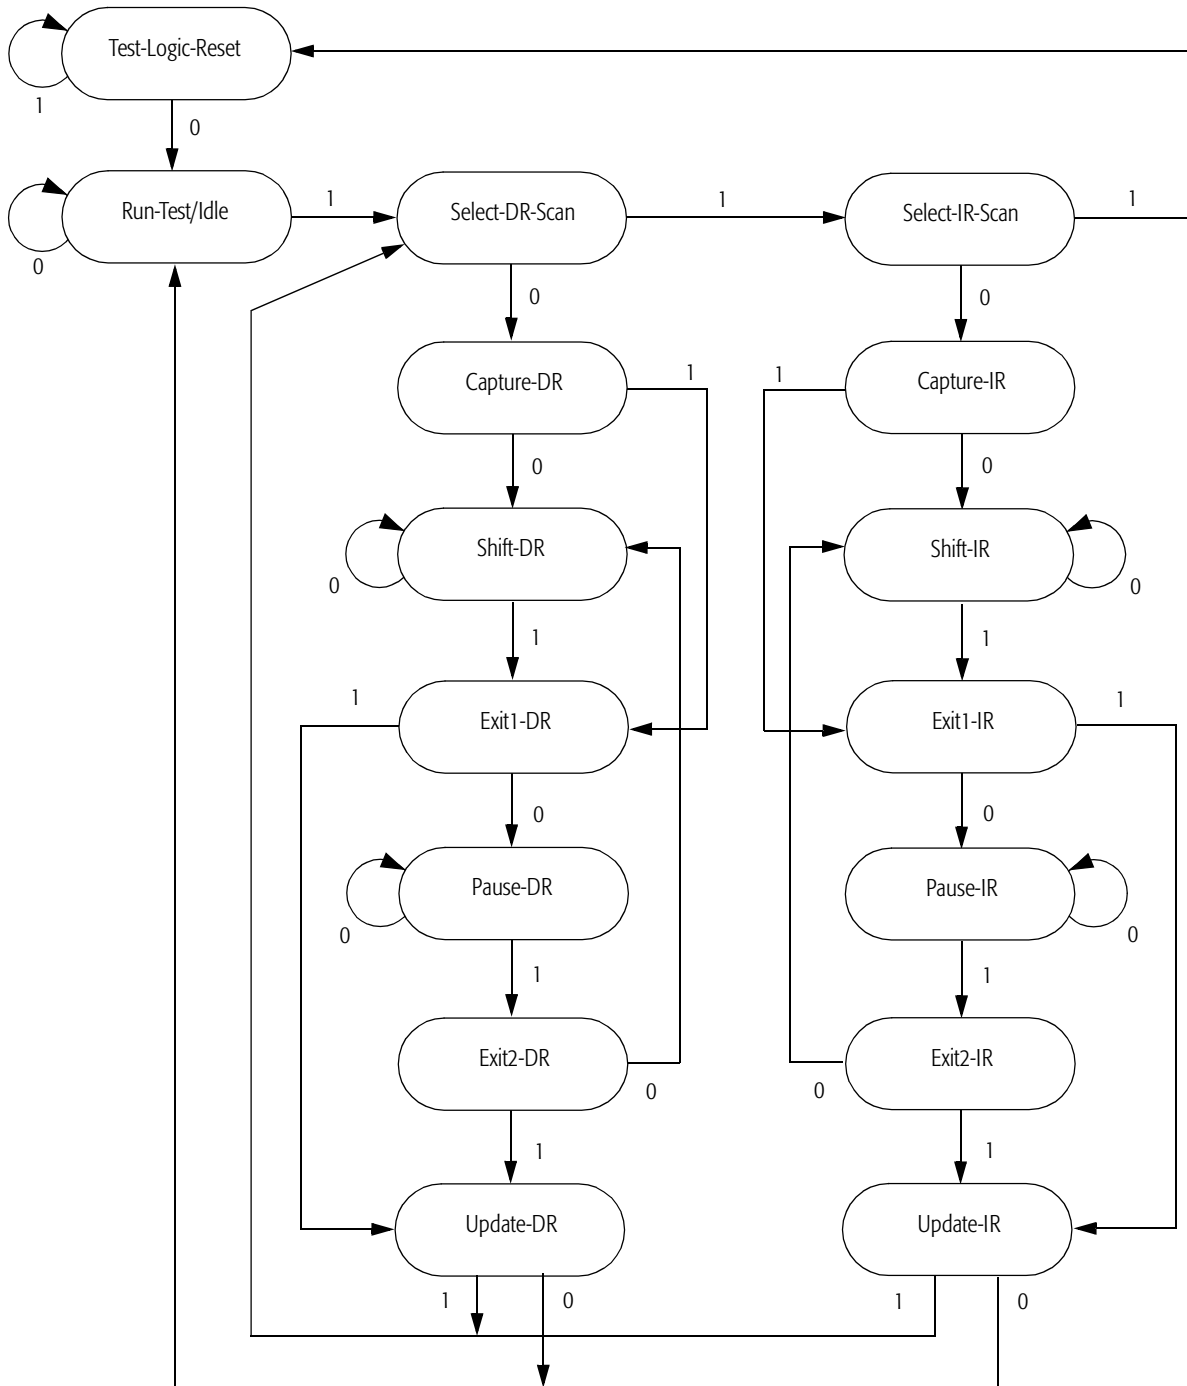 Test-Logic-Reset
1
0
Run-Test/Idle
0
1
Select-DR-Scan
1
Select-IR-Scan
1
0
0
Capture-DR
1
1
Capture-IR
0
0
Shift-DR
0
Shift-IR
0
1
1
1
Exit1-DR
Exit1-IR
1
0
0
Pause-DR
0
Pause-IR
0
1
1
Exit2-DR
0
Exit2-IR
0
1
1
Update-DR
Update-IR
1
0
1
0